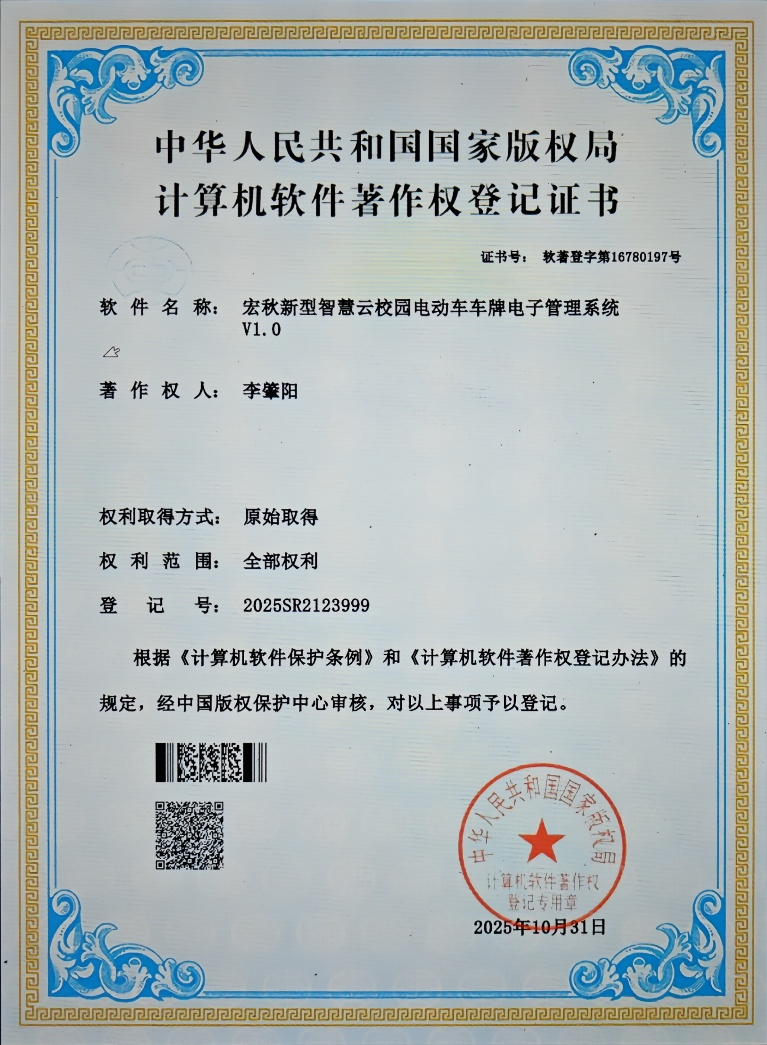 中华人民共和国国家版权局
计算机软件著作权登记证书
证书号： 软著登字第16780197号
软件名称： 宏秋新型智慧云校园电动车车牌电子管理系统
V1.0
著作权人： 李肇阳
权利取得方式： 原始取得
权利范围： 全部权利
登记号： 2025SR2123999
根据《计算机软件保护条例》和《计算机软件著作权登记办法》的
规定，经中国版权保护中心审核，对以上事项予以登记。
中华人民共和国国家版权局
计算机软件著作权
登记专用章
2025年10月31日